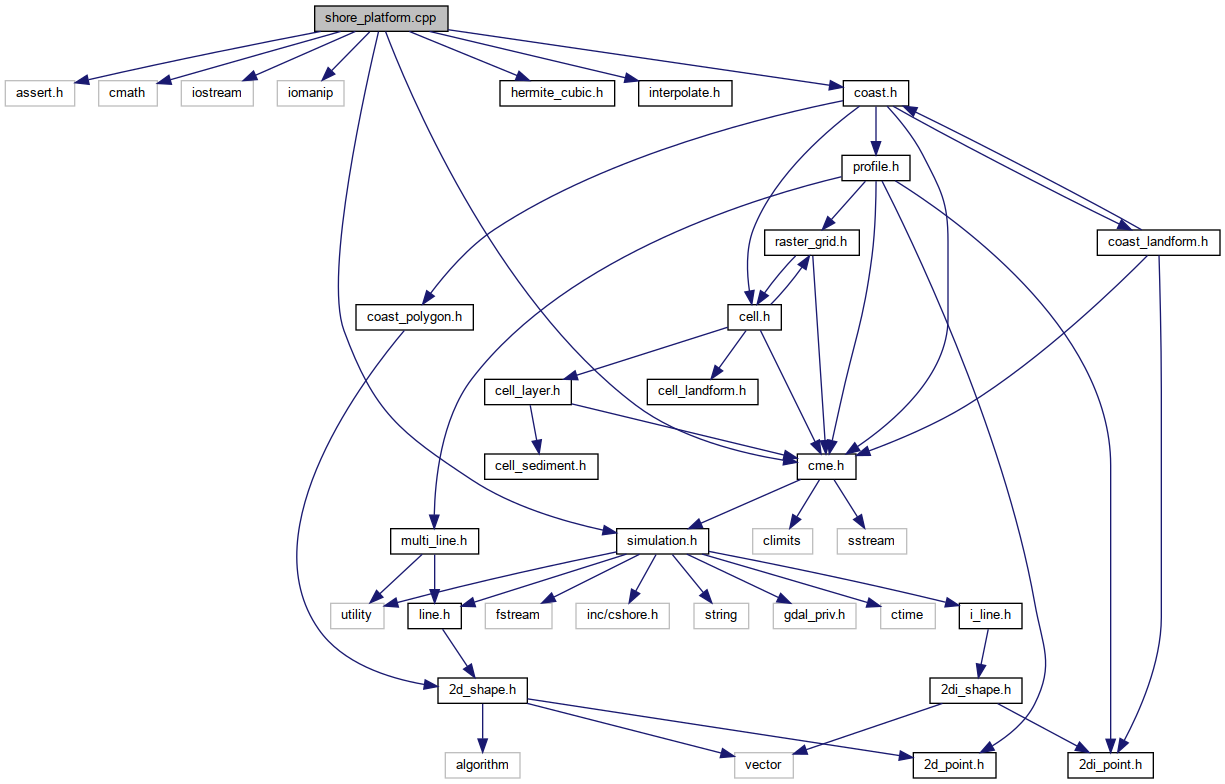 shore_platform.cpp
assert.h
cmath
iostream
iomanip
hermite_cubic.h
interpolate.h
coast.h
profile.h
raster_grid.h
coast_landform.h
coast_polygon.h
cell.h
cell_layer.h
cell_landform.h
cell_sediment.h
cme.h
multi_line.h
simulation.h
climits
sstream
utility
line.h
fstream
inc/cshore.h
string
gdal_priv.h
ctime
i_line.h
2d_shape.h
2di_shape.h
algorithm
vector
2d_point.h
2di_point.h